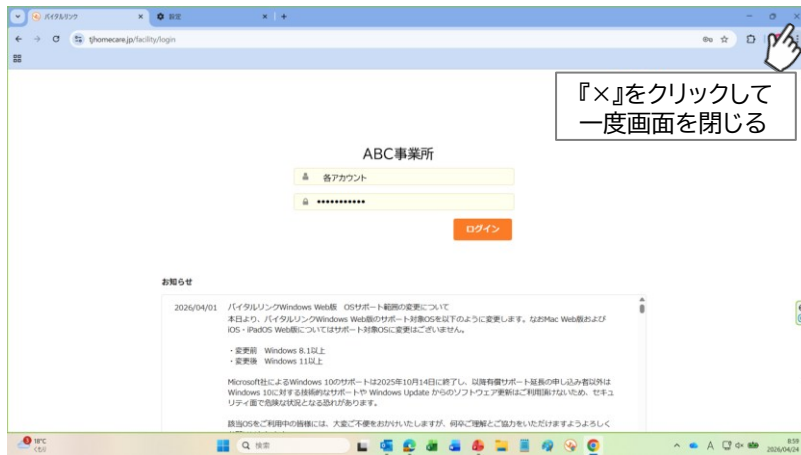 バイタルリンク
設定
tjhomecare.jp/facility/login
『×』をクリックして
一度画面を閉じる
ABC事業所
各アカウント
ログイン
お知らせ
2026/04/01 バイタルリンクWindows Web版 OSサポート範囲の変更について
本日より、バイタルリンクWindows Web版のサポート対象OSを以下のように変更します。なおMac Web版および
iOS・iPadOS Web版についてはサポート対象OSに変更はございません。
・変更前 Windows 8.1以上
・変更後 Windows 11以上
Microsoft社によるWindows 10のサポートは2025年10月14日に終了し、以降有償サポート延長の申し込み者以外は
Windows 10に対する技術的なサポートや Windows Update からのソフトウェア更新はご利用頂けないため、セキュ
リティ面で危険な状況となる恐れがあります。
該当OSをご利用中の皆様には、大変ご不便をおかけいたしますが、何卒ご理解とご協力をいただけますようよろしく
18°C
検索
A
8:59
2026/04/24